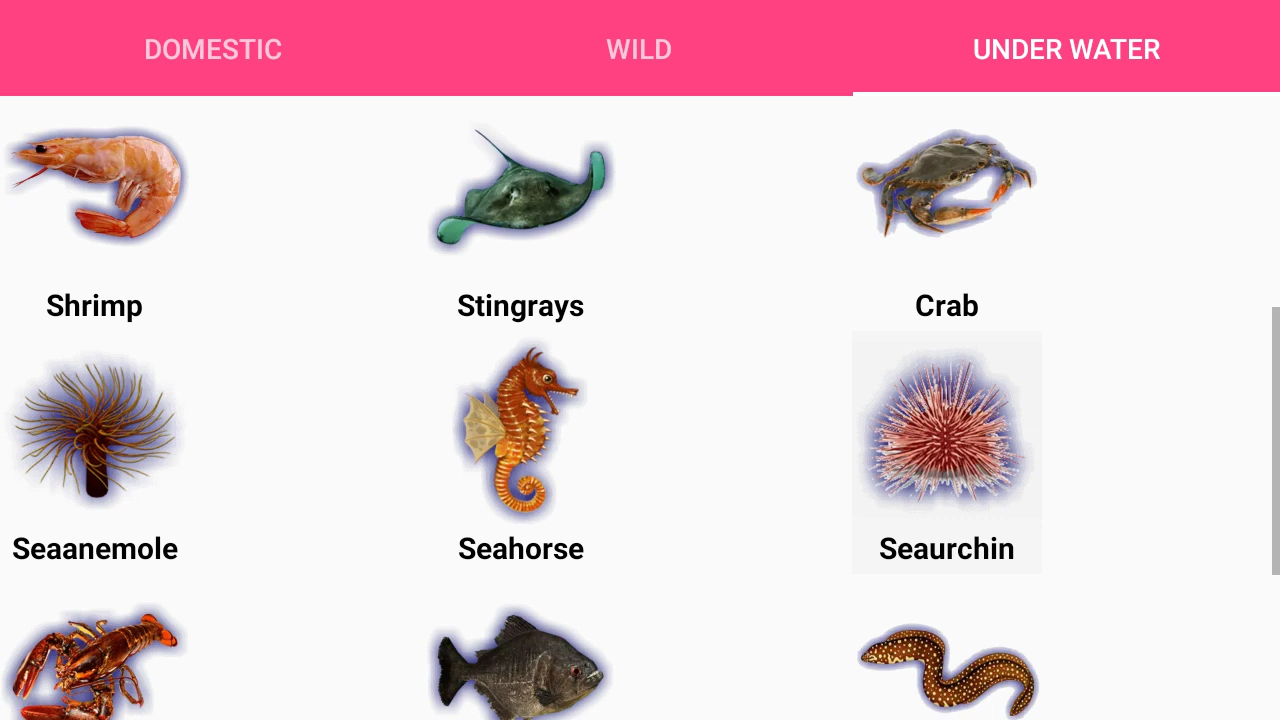 DOMESTIC WILD UNDER WATER
Shrimp Stingrays Crab
Seaanemole Seahorse Seaurchin